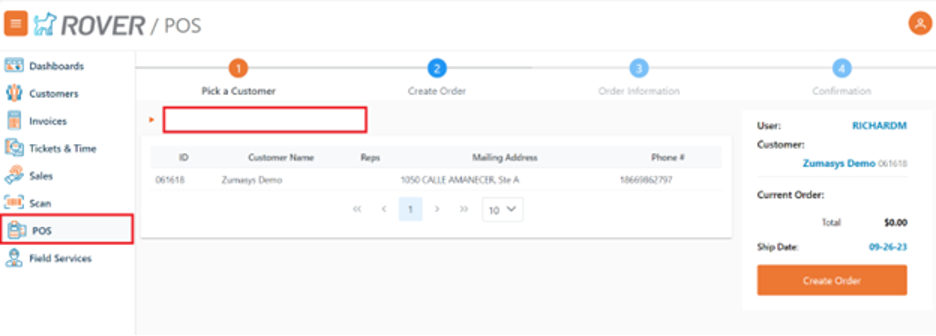 ROVER / POS
Dashboards
Customers
Invoices
Tickets & Time
Sales
Scan
POS
Field Services
1 2 3 4
Pick a Customer Create Order Order Information Confirmation
ID Customer Name Reps Mailing Address Phone #
061618 Zumasys Demo 1050 CALLE AMANECER, Ste A 18669862797
1 10
User: RICHARDM
Customer:
Zumasys Demo 061618
Current Order:
Total $0.00
Ship Date: 09-26-23
Create Order